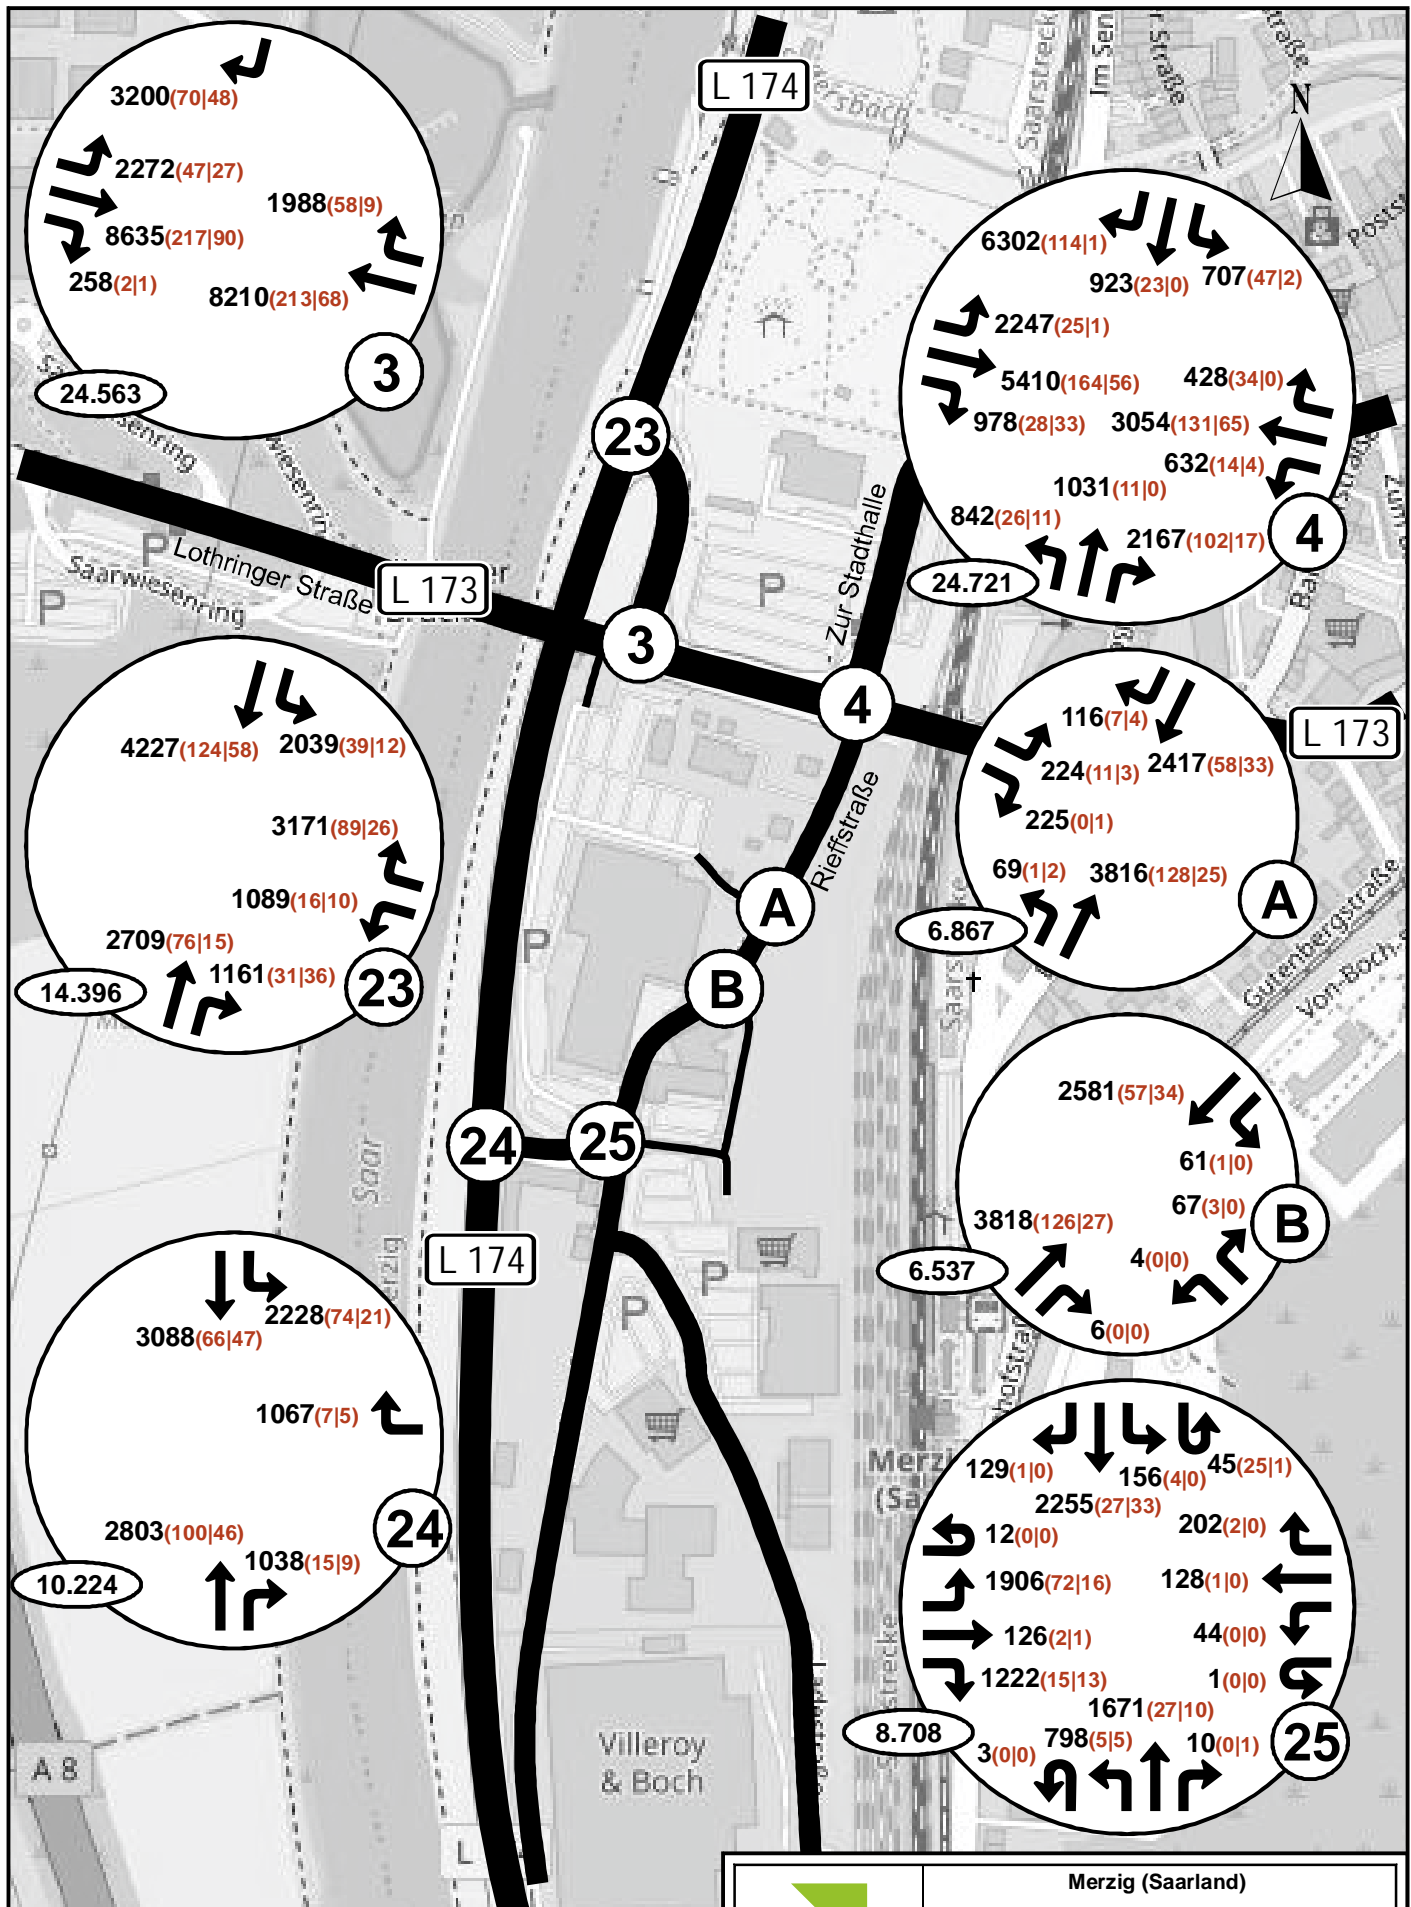 L 174
N
3200(70|48)
2272(47|27)
1988(58|9)
8635(217|90)
258(2|1)
8210(213|68)
3
24.563
6302(114|1)
923(23|0)
707(47|2)
2247(25|1)
5410(164|56)
428(34|0)
978(28|33)
3054(131|65)
632(14|4)
1031(11|0)
842(26|11)
2167(102|17)
4
24.721
23
Lothringer Straße
L 173
Saarwiesenring
P
P
P
Zur Stadthalle
3
4
L 173
4227(124|58)
2039(39|12)
3171(89|26)
1089(16|10)
2709(76|15)
1161(31|36)
23
14.396
116(7|4)
224(11|3)
2417(58|33)
225(0|1)
69(1|2)
3816(128|25)
A
6.867
Rieffstraße
A
B
P
Gutenbergstraße
Von-Boch-
24
25
Saar
L 174
P
P
2581(57|34)
61(1|0)
67(3|0)
3818(126|27)
4(0|0)
6(0|0)
B
6.537
3088(66|47)
2228(74|21)
1067(7|5)
2803(100|46)
1038(15|9)
24
10.224
129(1|0)
156(4|0)
45(25|1)
2255(27|33)
12(0|0)
202(2|0)
1906(72|16)
128(1|0)
126(2|1)
44(0|0)
1222(15|13)
1(0|0)
1671(27|10)
798(5|5)
3(0|0)
10(0|1)
25
8.708
Villeroy
& Boch
A 8
L
Merzig (Saarland)